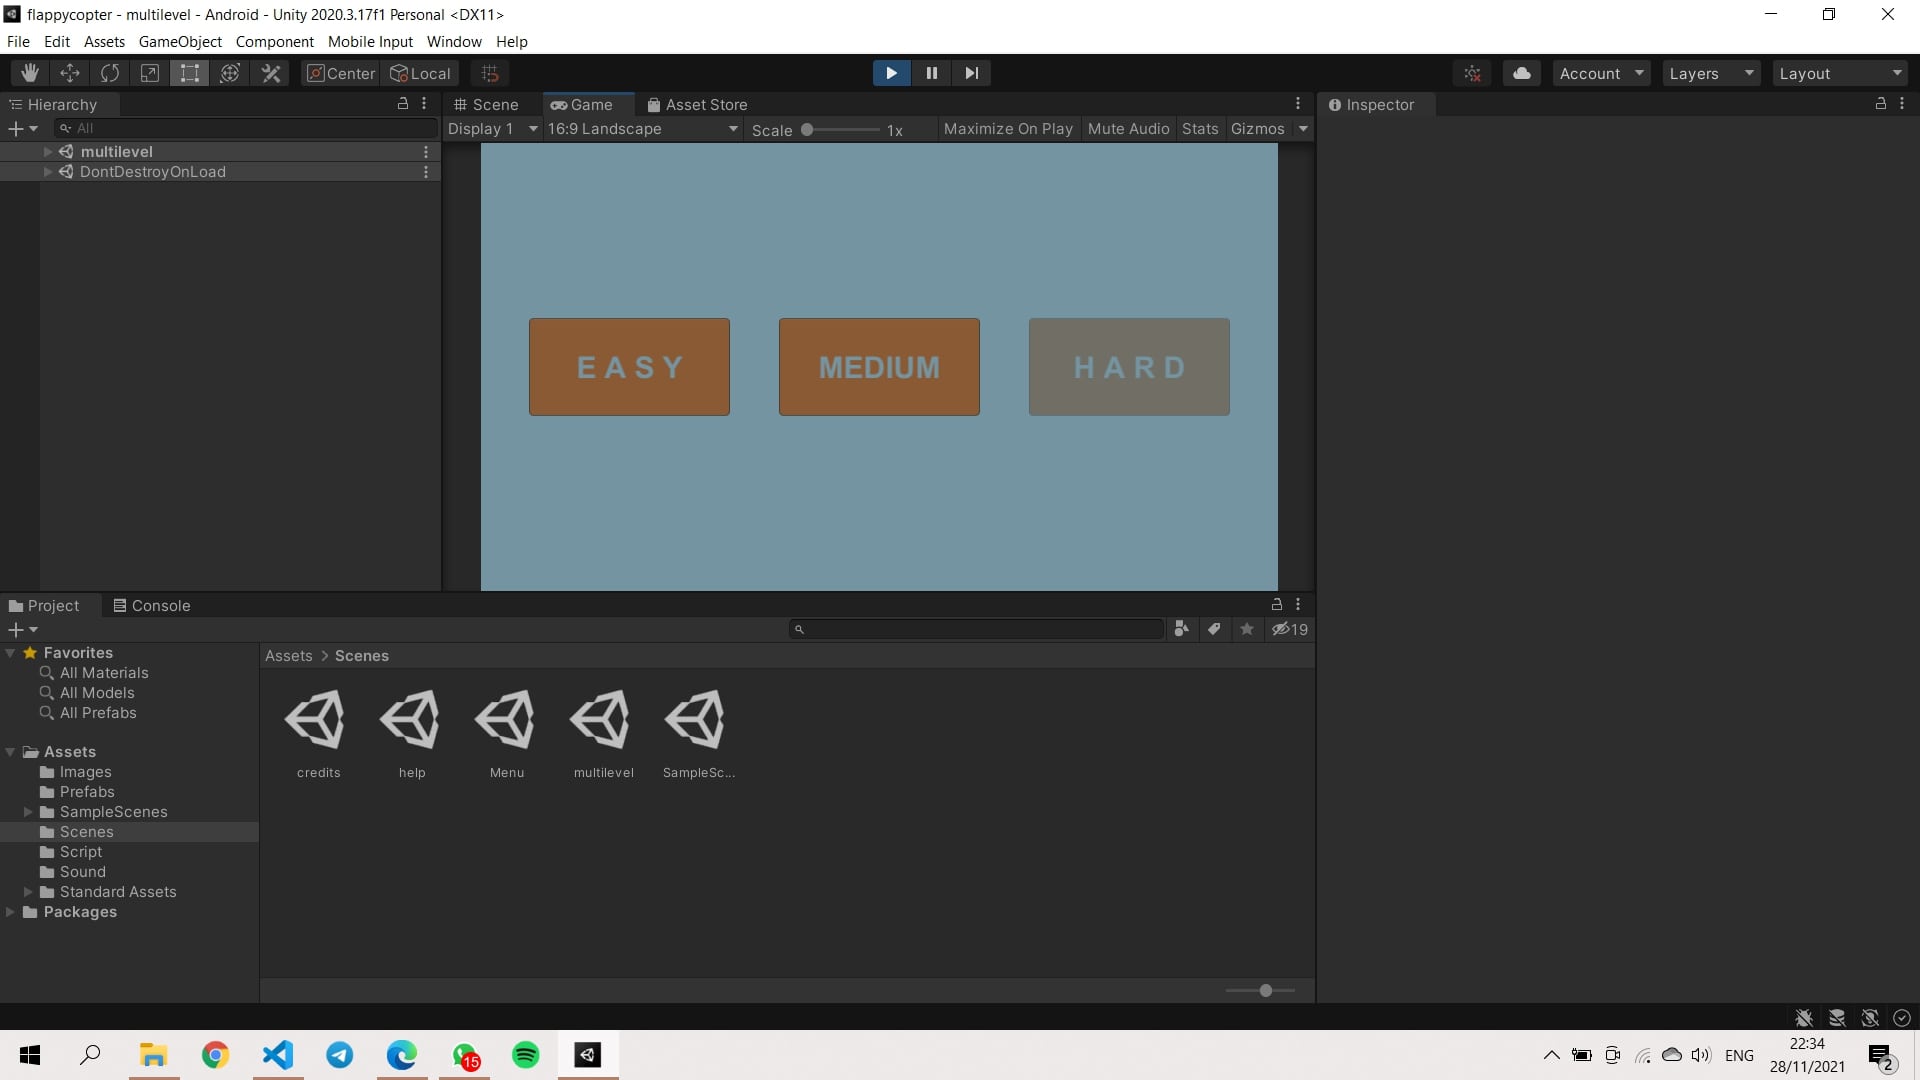 flappycopter - multilevel - Android - Unity 2020.3.17f1 Personal <DX11>
File Edit Assets GameObject Component Mobile Input Window Help
Center Local Account Layers Layout
Hierarchy Scene Game Asset Store Inspector
All Display 1 16:9 Landscape Scale 1x Maximize On Play Mute Audio Stats Gizmos
multilevel
DontDestroyOnLoad
E A S Y MEDIUM H A R D
Project Console
19
Favorites
All Materials
All Models
All Prefabs
Assets > Scenes
credits help Menu multilevel SampleSc...
Assets
Images
Prefabs
SampleScenes
Scenes
Script
Sound
Standard Assets
Packages
15 ENG 22:34
28/11/2021 2